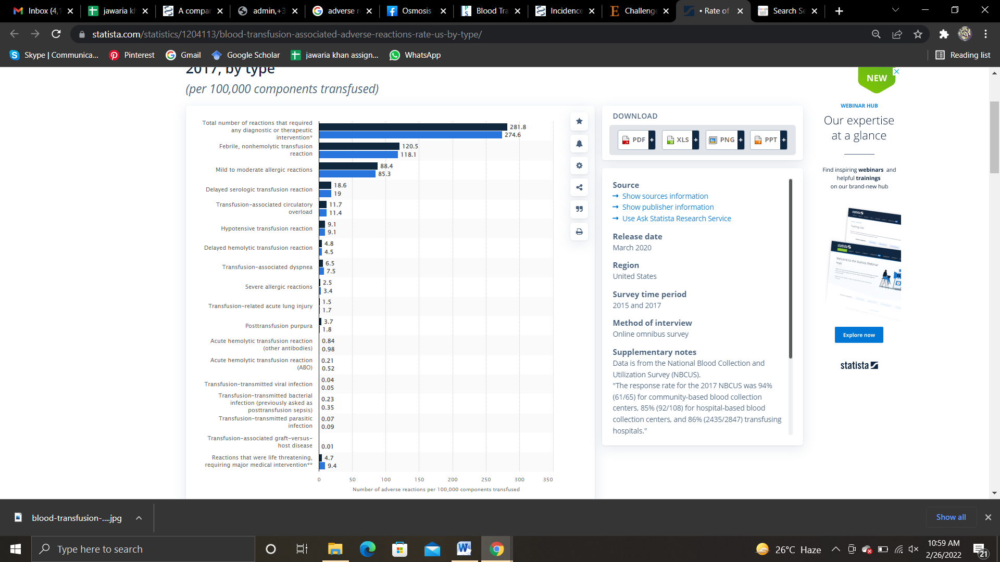 Inbox (4,1
jawaria kh
A compar
admin,+3
adverse r
Osmosis
Blood Tra
Incidence
Challenge
• Rate of
Search Se
statista.com/statistics/1204113/blood-transfusion-associated-adverse-reactions-rate-us-by-type/
Skype | Communica...
Pinterest
Gmail
Google Scholar
jawaria khan assign...
WhatsApp
Reading list
2017, by type
(per 100,000 components transfused)
Total number of reactions that required
any diagnostic or therapeutic
intervention*
281.8
274.6
Febrile, nonhemolytic transfusion
reaction
120.5
118.1
Mild to moderate allergic reactions
88.4
85.3
Delayed serologic transfusion reaction
18.6
19
Transfusion-associated circulatory
overload
11.7
11.4
Hypotensive transfusion reaction
9.1
9.1
Delayed hemolytic transfusion reaction
4.8
4.5
Transfusion-associated dyspnea
6.5
7.5
Severe allergic reactions
2.5
3.4
Transfusion-related acute lung injury
1.5
1.7
Posttransfusion purpura
3.7
1.8
Acute hemolytic transfusion reaction
(other antibodies)
0.84
0.98
Acute hemolytic transfusion reaction
(ABO)
0.21
0.52
Transfusion-transmitted viral infection
0.04
0.05
Transfusion-transmitted bacterial
infection (previously asked as
posttransfusion sepsis)
0.23
0.35
Transfusion-transmitted parasitic
infection
0.07
0.09
Transfusion-associated graft-versus-
host disease
0.01
Reactions that were life threatening,
requiring major medical intervention**
4.7
9.4
0 50 100 150 200 250 300 350
Number of adverse reactions per 100,000 components transfused
DOWNLOAD
PDF +
XLS +
PNG +
PPT +
Source
→ Show sources information
→ Show publisher information
→ Use Ask Statista Research Service
Release date
March 2020
Region
United States
Survey time period
2015 and 2017
Method of interview
Online omnibus survey
Supplementary notes
Data is from the National Blood Collection and
Utilization Survey (NBCUS).
"The response rate for the 2017 NBCUS was 94%
(61/65) for community-based blood collection
centers, 85% (92/108) for hospital-based blood
collection centers, and 86% (2435/2847) transfusing
hospitals."
NEW
WEBINAR HUB
Our expertise
at a glance
Find inspiring webinars and
helpful trainings
on our brand-new hub
statista
statista
Welcome to the Statista Webinar
Hub!
Explore now
statista
blood-transfusion-....jpg
Show all
Type here to search
26°C Haze
10:59 AM
2/26/2022
21